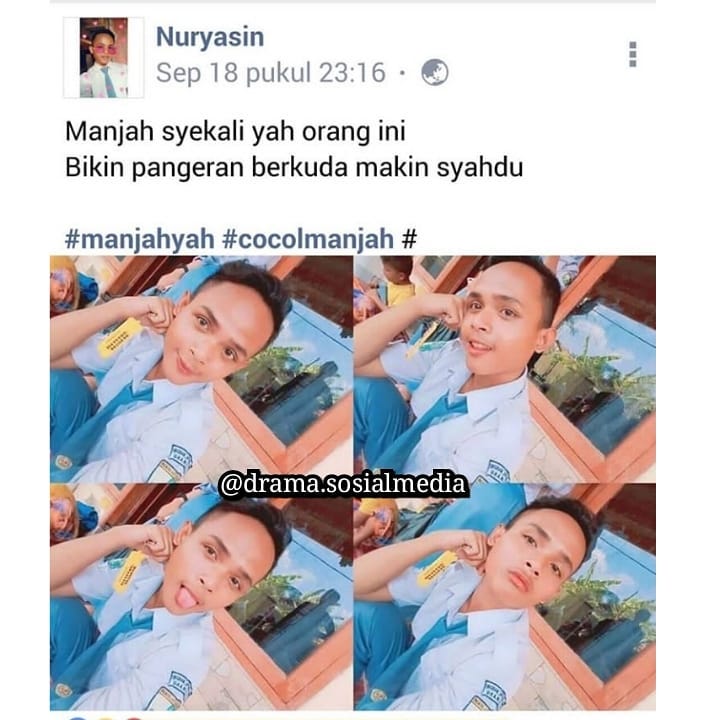 Nuryasin
Sep 18 pukul 23:16 ·
Manjah syekali yah orang ini
Bikin pangeran berkuda makin syahdu
#manjahyah #cocolmanjah #
@drama.sosialmedia